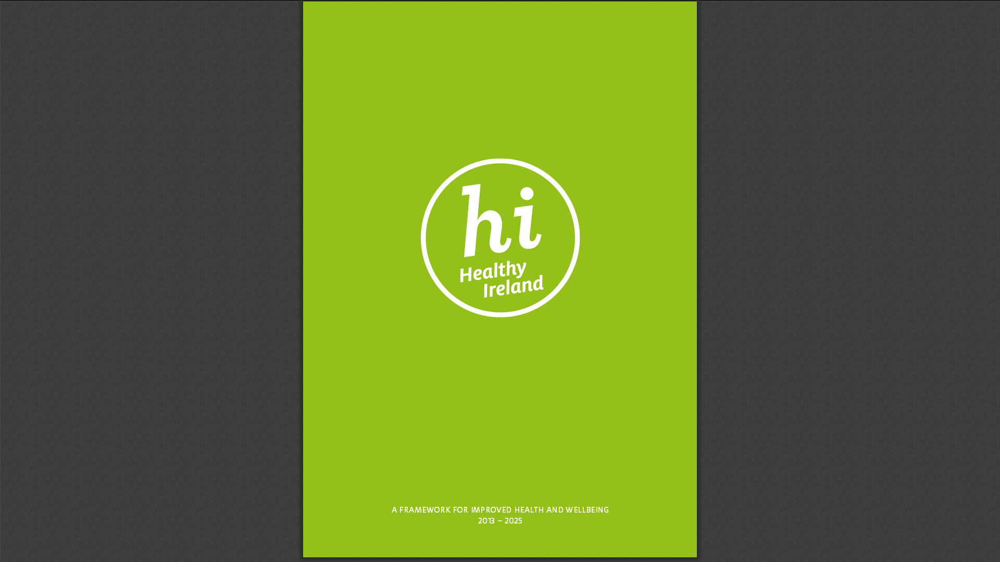 hi
Healthy
Ireland
A FRAMEWORK FOR IMPROVED HEALTH AND WELLBEING
2013 – 2025